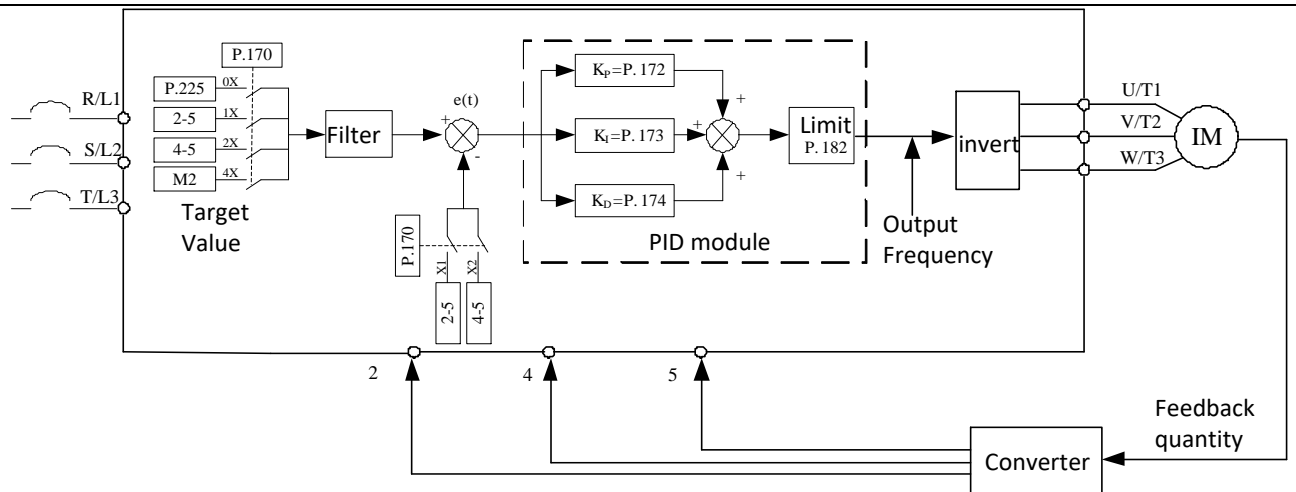 P.170
P.225
0X
2-5
1X
4-5
2X
M2
4X
Target
Value
R/L1
S/L2
T/L3
Filter
+
e(t)
-
P.170
X1
X2
2-5
4-5
KP=P. 172
KI=P. 173
KD=P. 174
+
+
+
Limit
P. 182
PID module
Output
Frequency
invert
U/T1
V/T2
W/T3
IM
2
4
5
Feedback
quantity
Converter